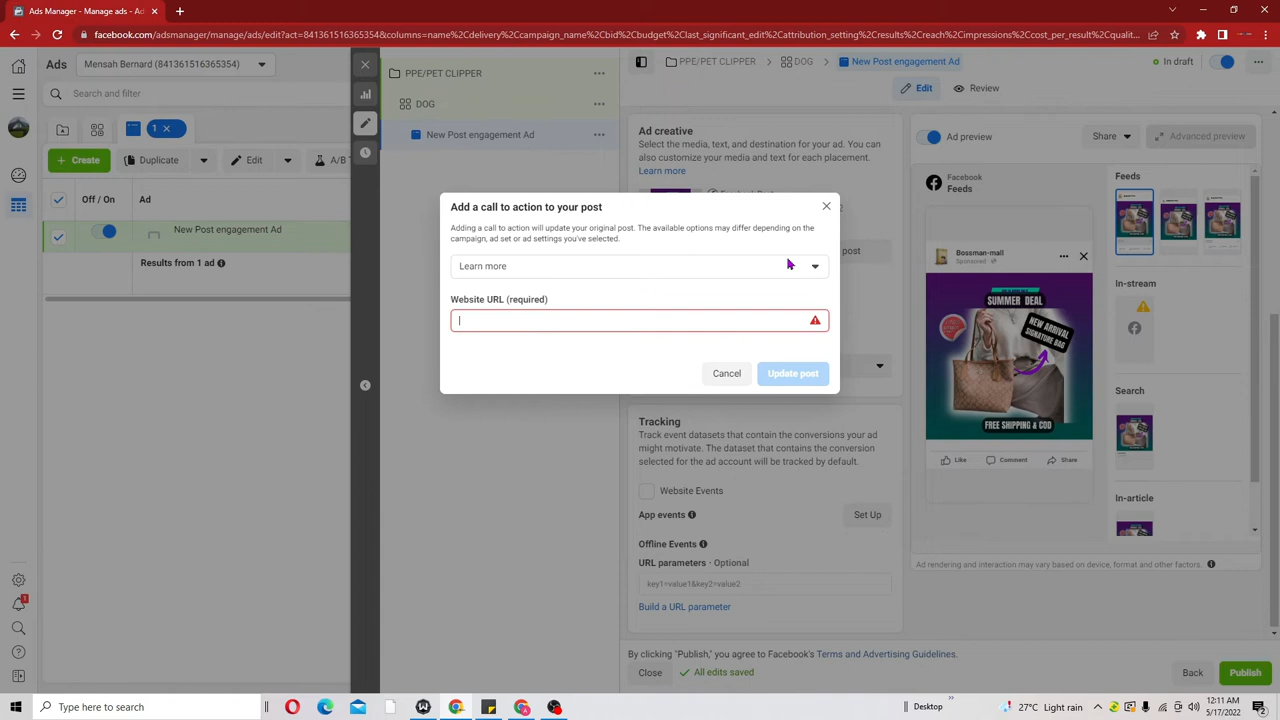 Ads Manager - Manage ads - Ad
facebook.com/adsmanager/manage/ads/edit?act=841361516365354&columns=name%2Cdelivery%2Ccampaign_name%2Cbid%2Cbudget%2Clast_significant_edit%2Cattribution_setting%2Cresults%2Creach%2Cimpressions%2Ccost_per_result%2Cqualit...
Ads
Mensah Bernard (841361516365354)
Search and filter
1
Create
Duplicate
Edit
A/B T
Off / On
Ad
New Post engagement Ad
Results from 1 ad
PPE/PET CLIPPER
DOG
New Post engagement Ad
PPE/PET CLIPPER
DOG
New Post engagement Ad
In draft
Edit
Review
Ad creative
Select the media, text, and destination for your ad. You can also customize your media and text for each placement.
Learn more
post
Add a call to action to your post
Adding a call to action will update your original post. The available options may differ depending on the
campaign, ad set or ad settings you've selected.
Learn more
Website URL (required)
Cancel
Update post
Tracking
Track event datasets that contain the conversions your ad
might motivate. The dataset that contains the conversion
selected for the ad account will be tracked by default.
Website Events
App events
Set Up
Offline Events
URL parameters · Optional
key1=value1&key2=value2
Build a URL parameter
Ad preview
Share
Advanced preview
Facebook
Feeds
Bossman-mall
Sponsored
SUMMER DEAL
NEW ARRIVAL
SIGNATURE BAG
FREE SHIPPING & COD
Like
Comment
Share
Feeds
In-stream
Search
In-article
Ad rendering and interaction may vary based on device, format and other factors.
By clicking "Publish," you agree to Facebook's Terms and Advertising Guidelines.
Close
All edits saved
Back
Publish
Type here to search
Desktop
27°C Light rain
12:11 AM
5/17/2022
2